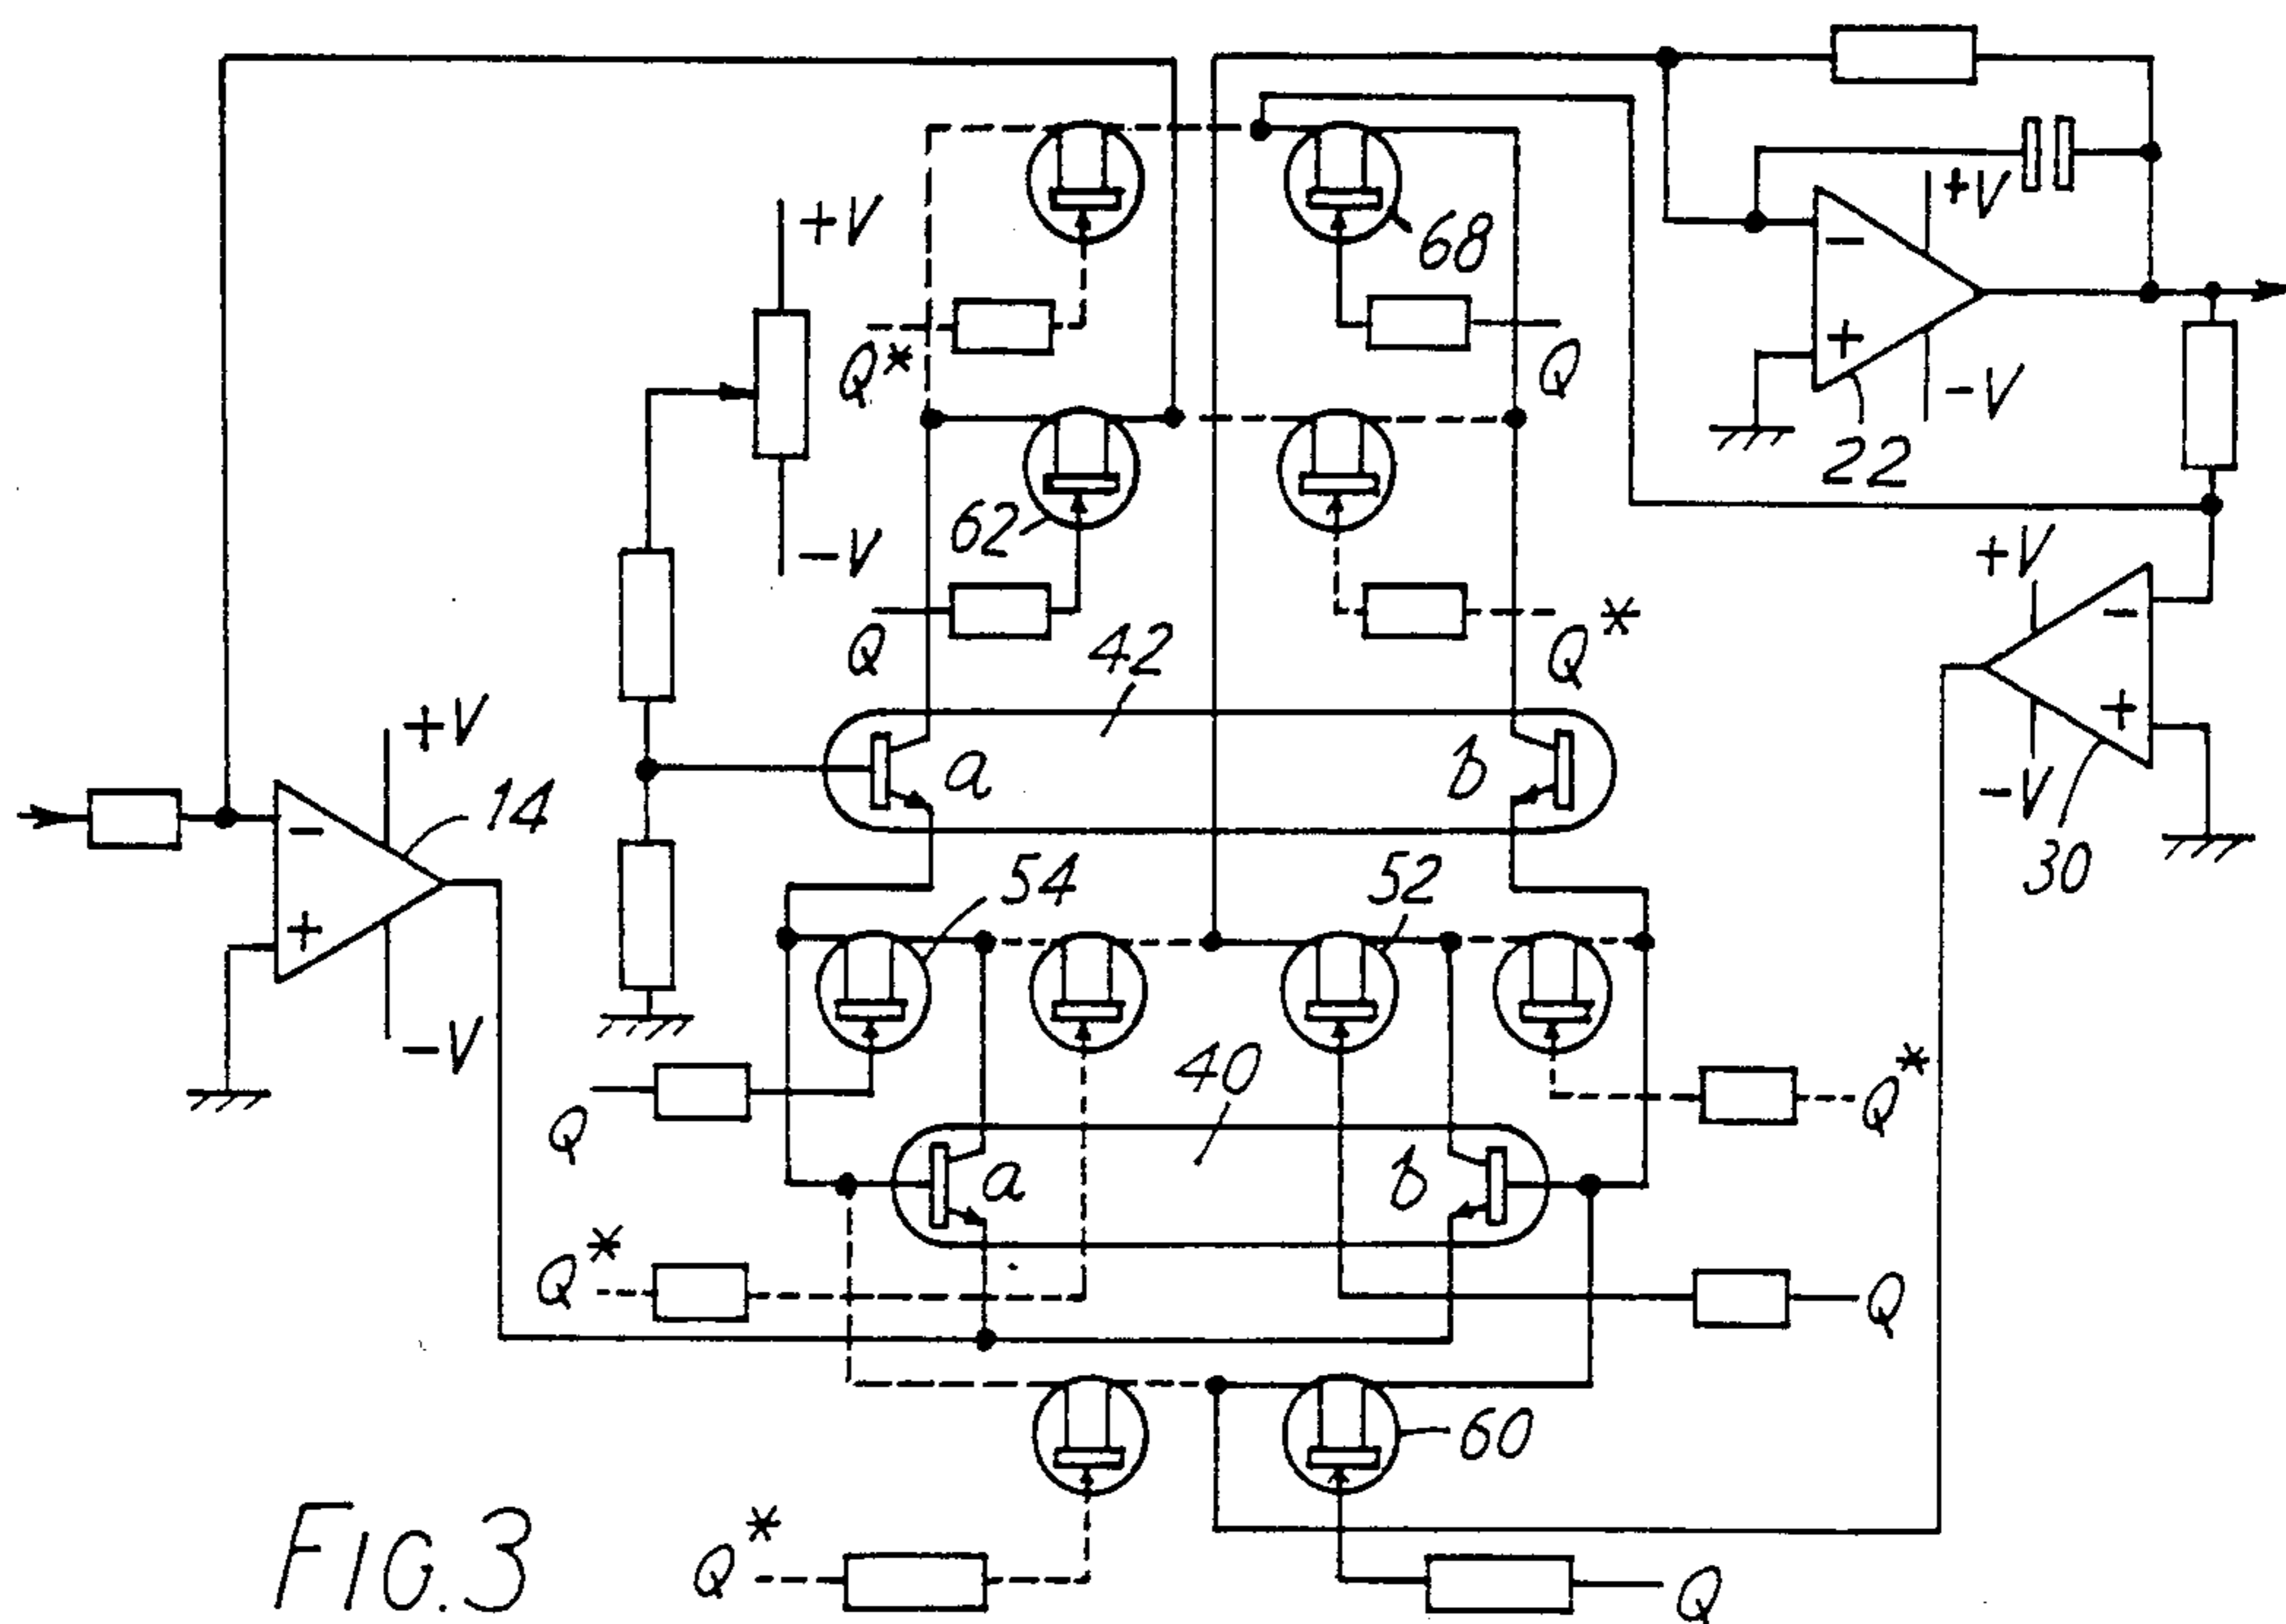 +V
+V
68
Q*
Q
-V
22
-V
62
+V
Q
42
Q*
+V
-
+
-V
30
a
b
14
-
+
-V
54
52
-
+
Q
40
Q*
a
b
Q*
Q
60
Q*
Q
FIG.3